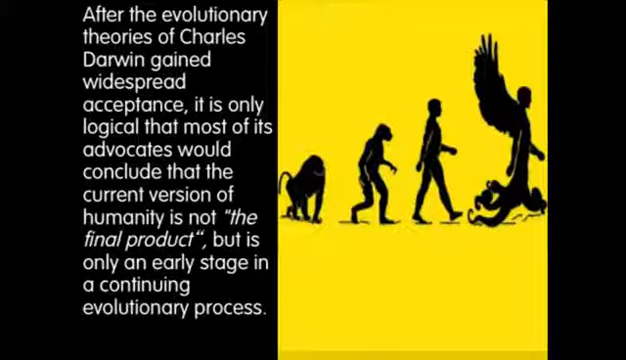 After the evolutionary
theories of Charles
Darwin gained
widespread
acceptance, it is only
logical that most of its
advocates would
conclude that the
current version of
humanity is not "the
final product“, but is
only an early stage in
a continuing
evolutionary process.